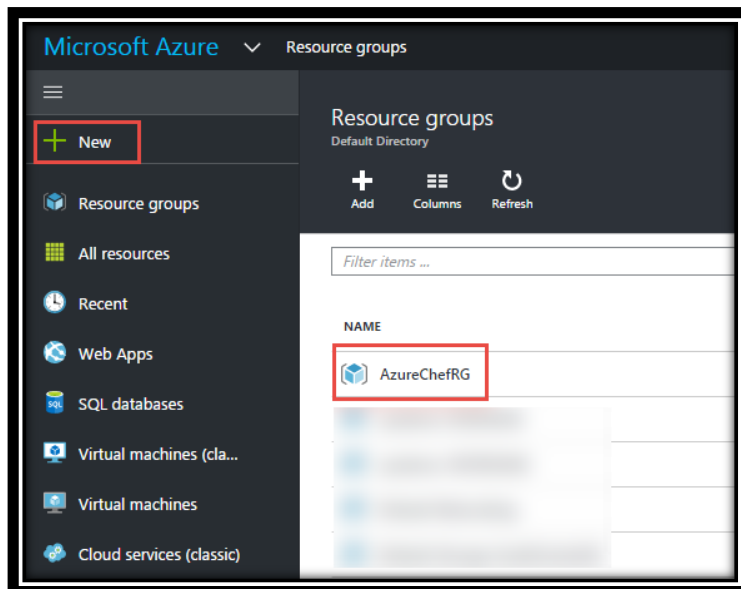 Microsoft Azure Resource groups
New
Resource groups
All resources
Recent
Web Apps
SQL databases
Virtual machines (cla...
Virtual machines
Cloud services (classic)
Resource groups
Default Directory
Add Columns Refresh
Filter items ...
NAME
AzureChefRG